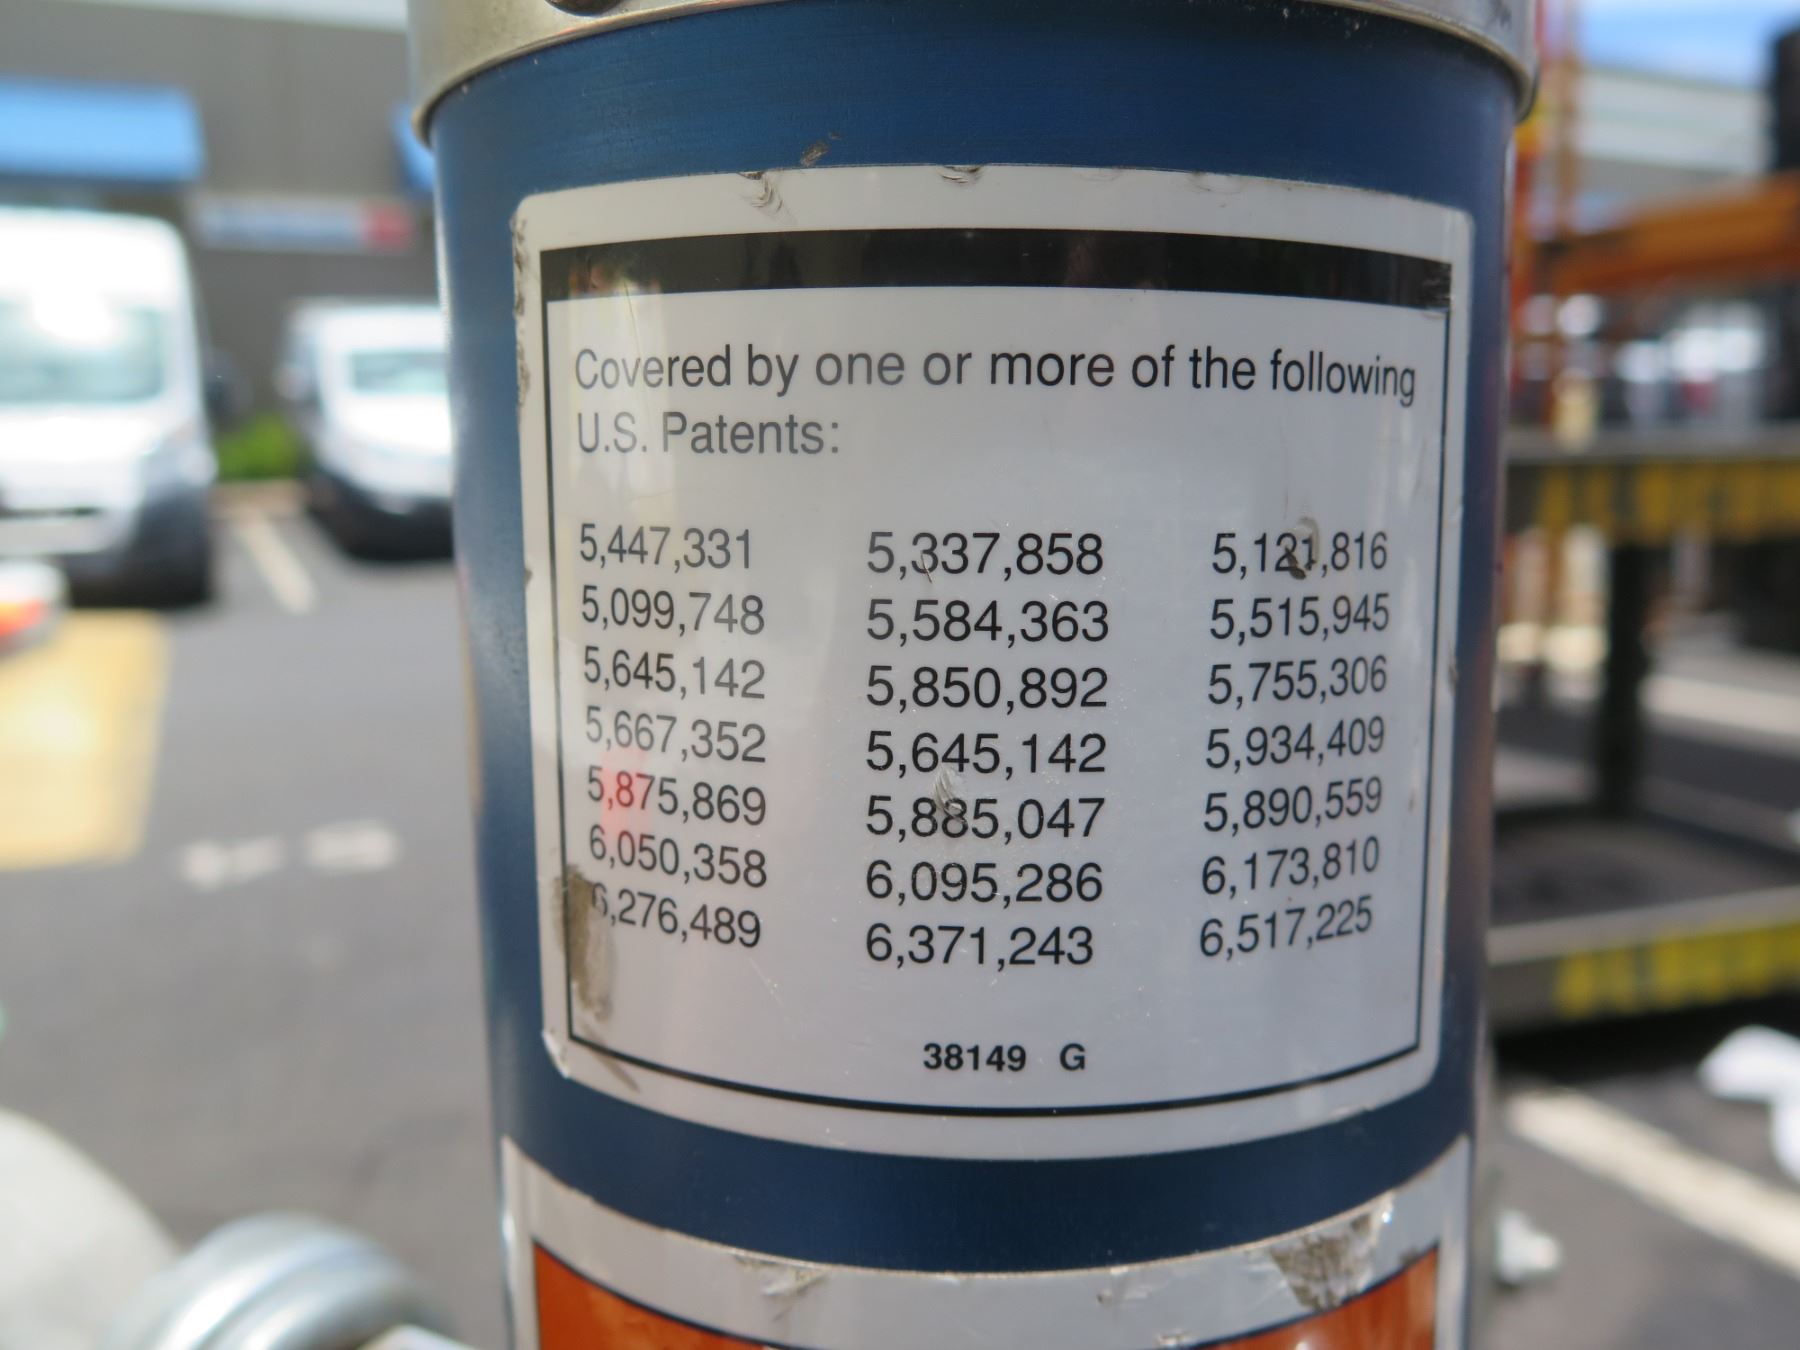 Covered by one or more of the following
U.S. Patents:
5,447,331 5,337,858 5,121,816
5,099,748 5,584,363 5,515,945
5,645,142 5,850,892 5,755,306
5,667,352 5,645,142 5,934,409
5,875,869 5,885,047 5,890,559
6,050,358 6,095,286 6,173,810
6,276,489 6,371,243 6,517,225
38149 G